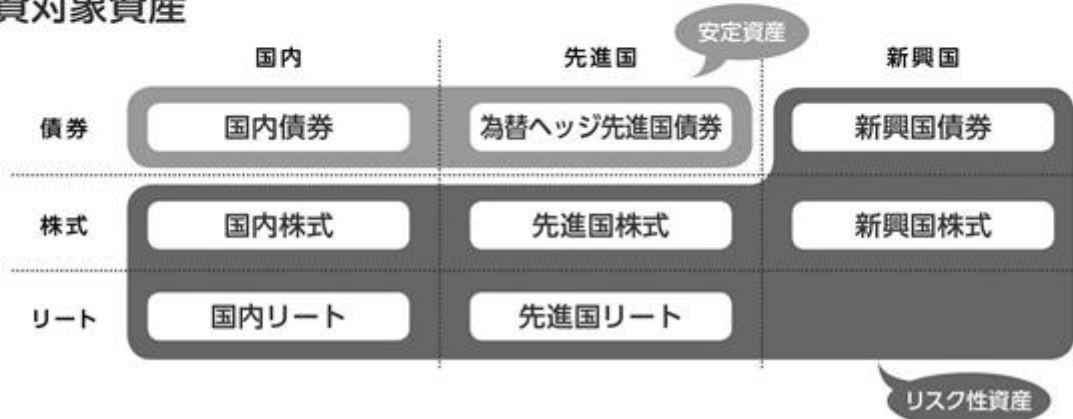 資対象資産
安定資産
国内 先進国 新興国
債券 国内債券 為替ヘッジ先進国債券 新興国債券
株式 国内株式 先進国株式 新興国株式
リート 国内リート 先進国リート
リスク性資産